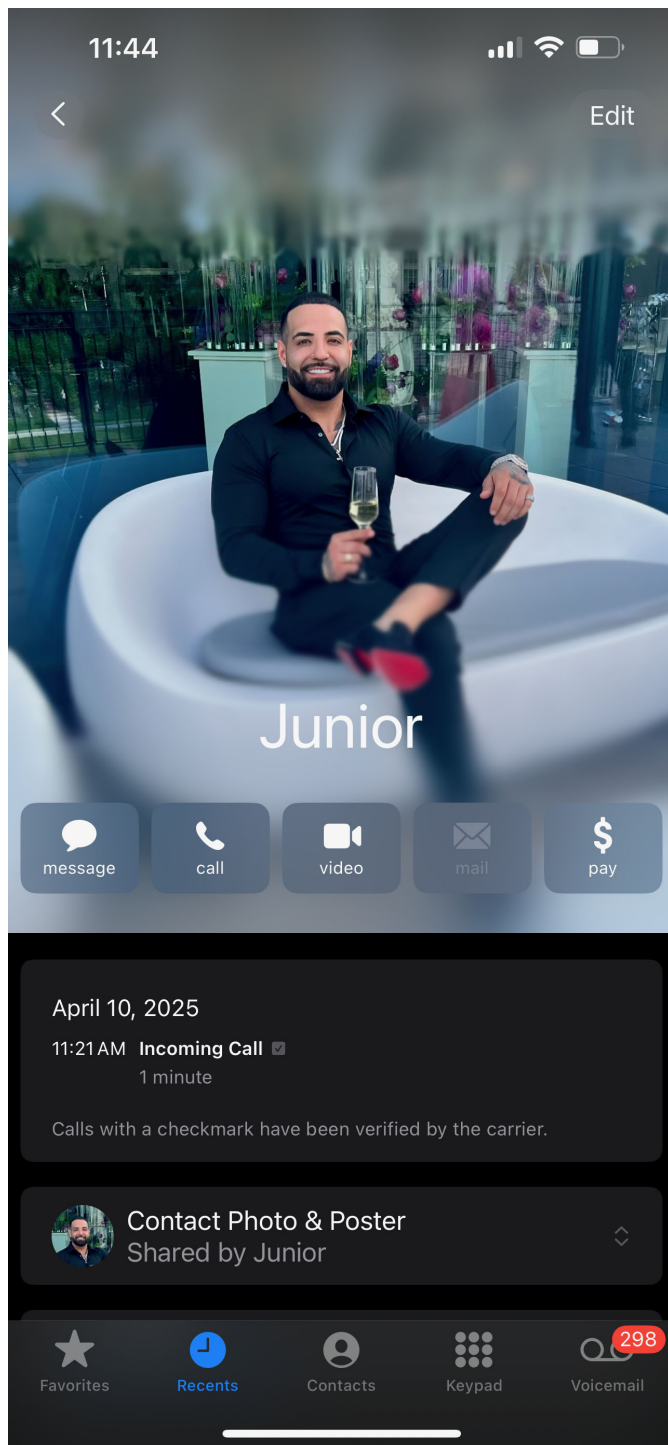 11:44
Edit
Junior
message call video mail pay
April 10, 2025
11:21 AM Incoming Call
1 minute
Calls with a checkmark have been verified by the carrier.
Contact Photo & Poster
Shared by Junior
298
Favorites Recents Contacts Keypad Voicemail